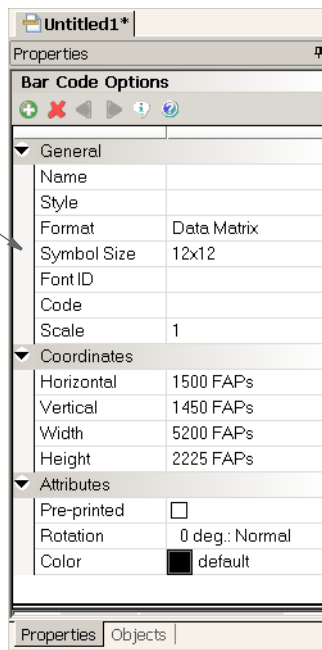 Untitled1*
Properties
Bar Code Options
General
Name
Style
Format Data Matrix
Symbol Size 12x12
Font ID
Code
Scale 1
Coordinates
Horizontal 1500 FAPs
Vertical 1450 FAPs
Width 5200 FAPs
Height 2225 FAPs
Attributes
Pre-printed
Rotation 0 deg.: Normal
Color default
Properties Objects